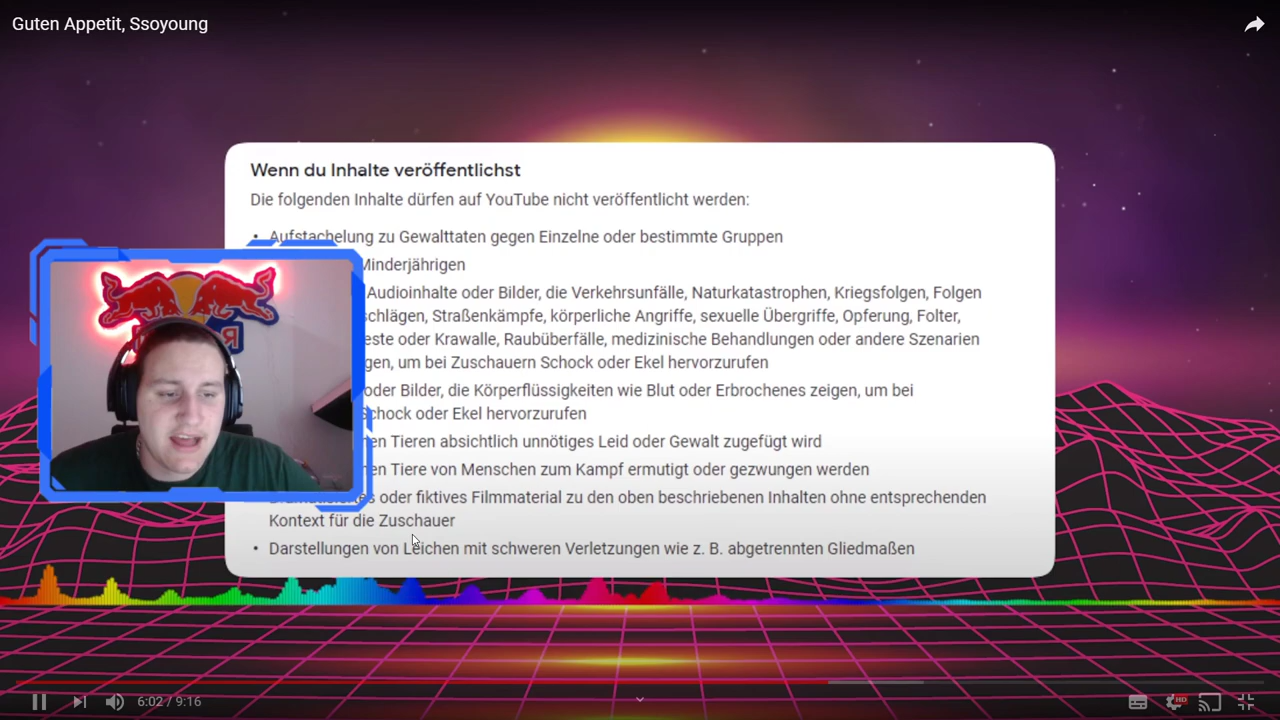 Guten Appetit, Ssoyoung
Wenn du Inhalte veröffentlichst
Die folgenden Inhalte dürfen auf YouTube nicht veröffentlicht werden:
• Aufstachelung zu Gewalttaten gegen Einzelne oder bestimmte Gruppen
Minderjährigen
Audioinhalte oder Bilder, die Verkehrsunfälle, Naturkatastrophen, Kriegsfolgen, Folgen
schlägen, Straßenkämpfe, körperliche Angriffe, sexuelle Übergriffe, Opferung, Folter,
este oder Krawalle, Raubüberfälle, medizinische Behandlungen oder andere Szenarien
gen, um bei Zuschauern Schock oder Ekel hervorzurufen
oder Bilder, die Körperflüssigkeiten wie Blut oder Erbrochenes zeigen, um bei
Schock oder Ekel hervorzurufen
en Tieren absichtlich unnötiges Leid oder Gewalt zugefügt wird
en Tiere von Menschen zum Kampf ermutigt oder gezwungen werden
oder fiktives Filmmaterial zu den oben beschriebenen Inhalten ohne entsprechenden
Kontext für die Zuschauer
• Darstellungen von Leichen mit schweren Verletzungen wie z. B. abgetrennten Gliedmaßen
6:02 / 9:16
HD